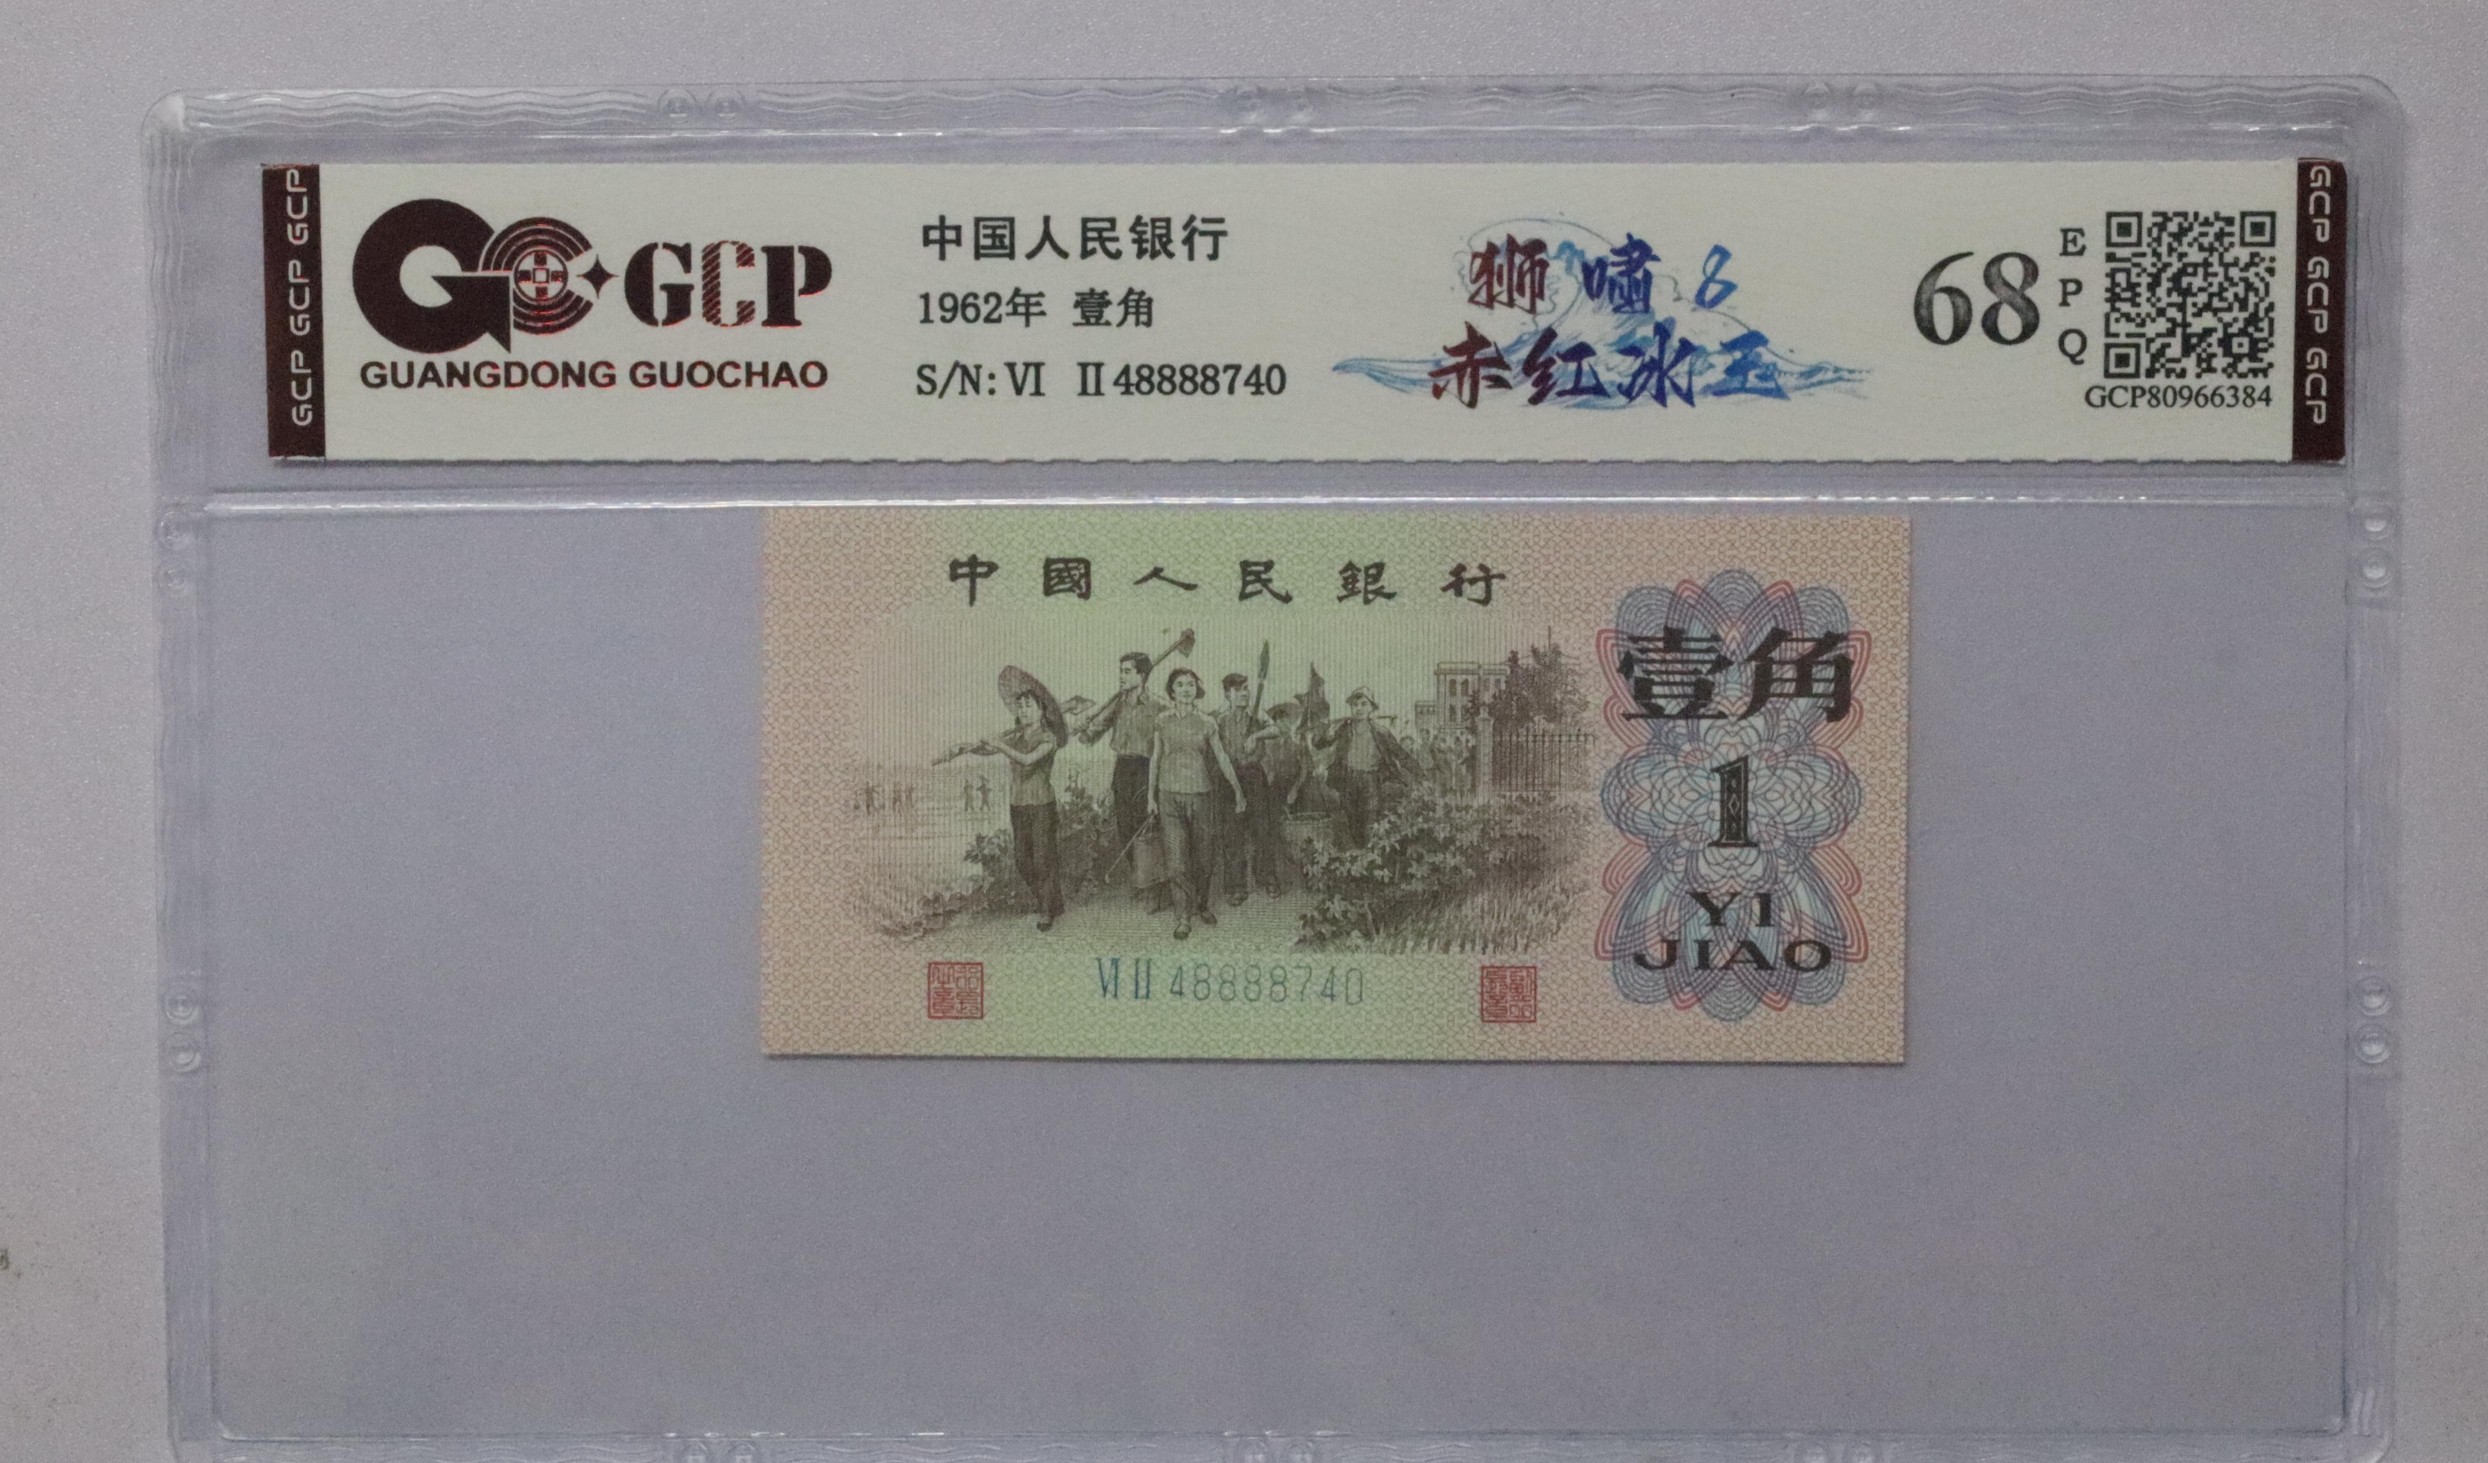 GCP GCP GCP
GCP
GUANGDONG GUOCHAO
中国人民银行
1962年 壹角
S/N: VI II 48888740
狮啸8
赤红冰玉
68
EPQ
GCP80966384
GCP GCP GCP
中國人民銀行
壹角
1
YI
JIAO
VI II 48888740